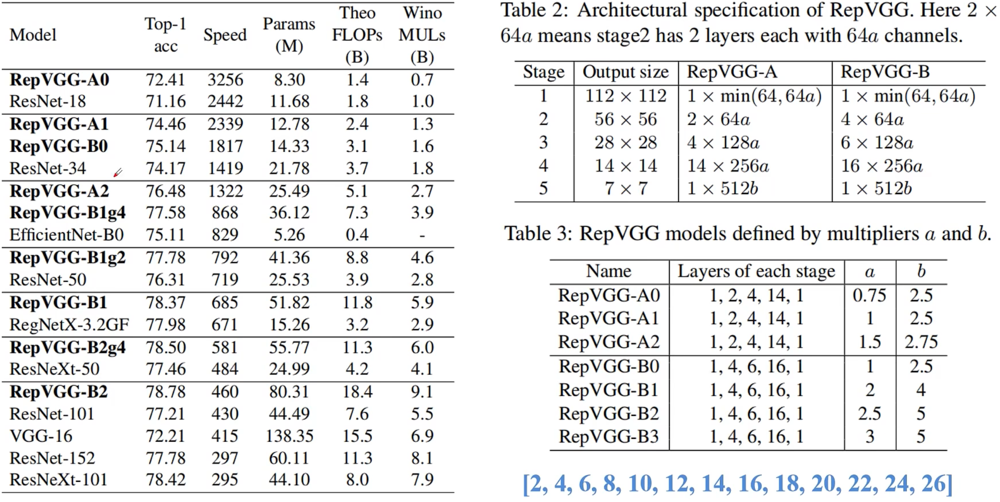 Model Top-1 acc Speed Params (M) Theo FLOPs (B) Wino MULs (B)
RepVGG-A0 72.41 3256 8.30 1.4 0.7
ResNet-18 71.16 2442 11.68 1.8 1.0
RepVGG-A1 74.46 2339 12.78 2.4 1.3
RepVGG-B0 75.14 1817 14.33 3.1 1.6
ResNet-34 74.17 1419 21.78 3.7 1.8
RepVGG-A2 76.48 1322 25.49 5.1 2.7
RepVGG-B1g4 77.58 868 36.12 7.3 3.9
EfficientNet-B0 75.11 829 5.26 0.4 -
RepVGG-B1g2 77.78 792 41.36 8.8 4.6
ResNet-50 76.31 719 25.53 3.9 2.8
RepVGG-B1 78.37 685 51.82 11.8 5.9
RegNetX-3.2GF 77.98 671 15.26 3.2 2.9
RepVGG-B2g4 78.50 581 55.77 11.3 6.0
ResNeXt-50 77.46 484 24.99 4.2 4.1
RepVGG-B2 78.78 460 80.31 18.4 9.1
ResNet-101 77.21 430 44.49 7.6 5.5
VGG-16 72.21 415 138.35 15.5 6.9
ResNet-152 77.78 297 60.11 11.3 8.1
ResNeXt-101 78.42 295 44.10 8.0 7.9
Table 2: Architectural specification of RepVGG. Here 2 ×
64a means stage2 has 2 layers each with 64a channels.
Stage Output size RepVGG-A RepVGG-B
1 112 × 112 1 × min(64, 64a) 1 × min(64, 64a)
2 56 × 56 2 × 64a 4 × 64a
3 28 × 28 4 × 128a 6 × 128a
4 14 × 14 14 × 256a 16 × 256a
5 7 × 7 1 × 512b 1 × 512b
Table 3: RepVGG models defined by multipliers a and b.
Name Layers of each stage a b
RepVGG-A0 1, 2, 4, 14, 1 0.75 2.5
RepVGG-A1 1, 2, 4, 14, 1 1 2.5
RepVGG-A2 1, 2, 4, 14, 1 1.5 2.75
RepVGG-B0 1, 4, 6, 16, 1 1 2.5
RepVGG-B1 1, 4, 6, 16, 1 2 4
RepVGG-B2 1, 4, 6, 16, 1 2.5 5
RepVGG-B3 1, 4, 6, 16, 1 3 5
[2, 4, 6, 8, 10, 12, 14, 16, 18, 20, 22, 24, 26]